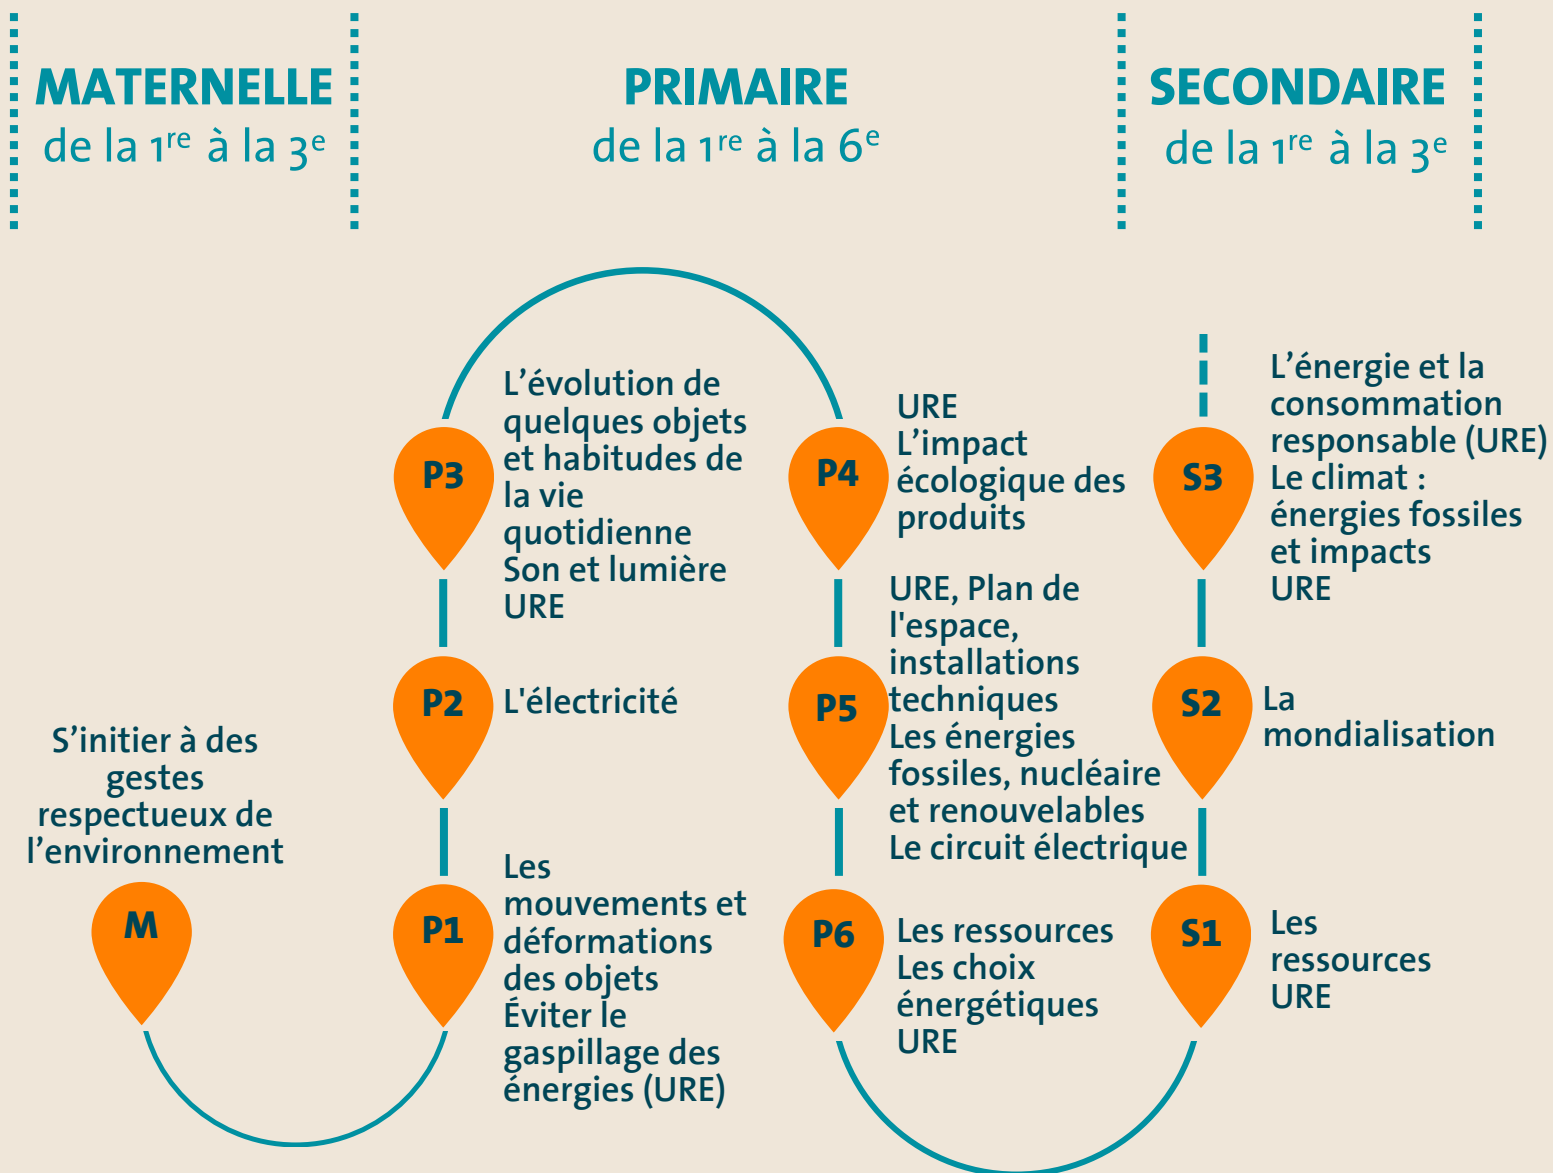 MATERNELLE
de la 1re à la 3e
PRIMAIRE
de la 1re à la 6e
SECONDAIRE
de la 1re à la 3e
S’initier à des
gestes
respectueux de
l’environnement
M
P1
Les
mouvements et
déformations
des objets
Éviter le
gaspillage des
énergies (URE)
P2
L'électricité
P3
L’évolution de
quelques objets
et habitudes de
la vie
quotidienne
Son et lumière
URE
P4
URE
L’impact
écologique des
produits
P5
URE, Plan de
l'espace,
installations
techniques
Les énergies
fossiles, nucléaire
et renouvelables
Le circuit électrique
P6
Les ressources
Les choix
énergétiques
URE
S1
Les
ressources
URE
S2
La
mondialisation
S3
L’énergie et la
consommation
responsable (URE)
Le climat :
énergies fossiles
et impacts
URE